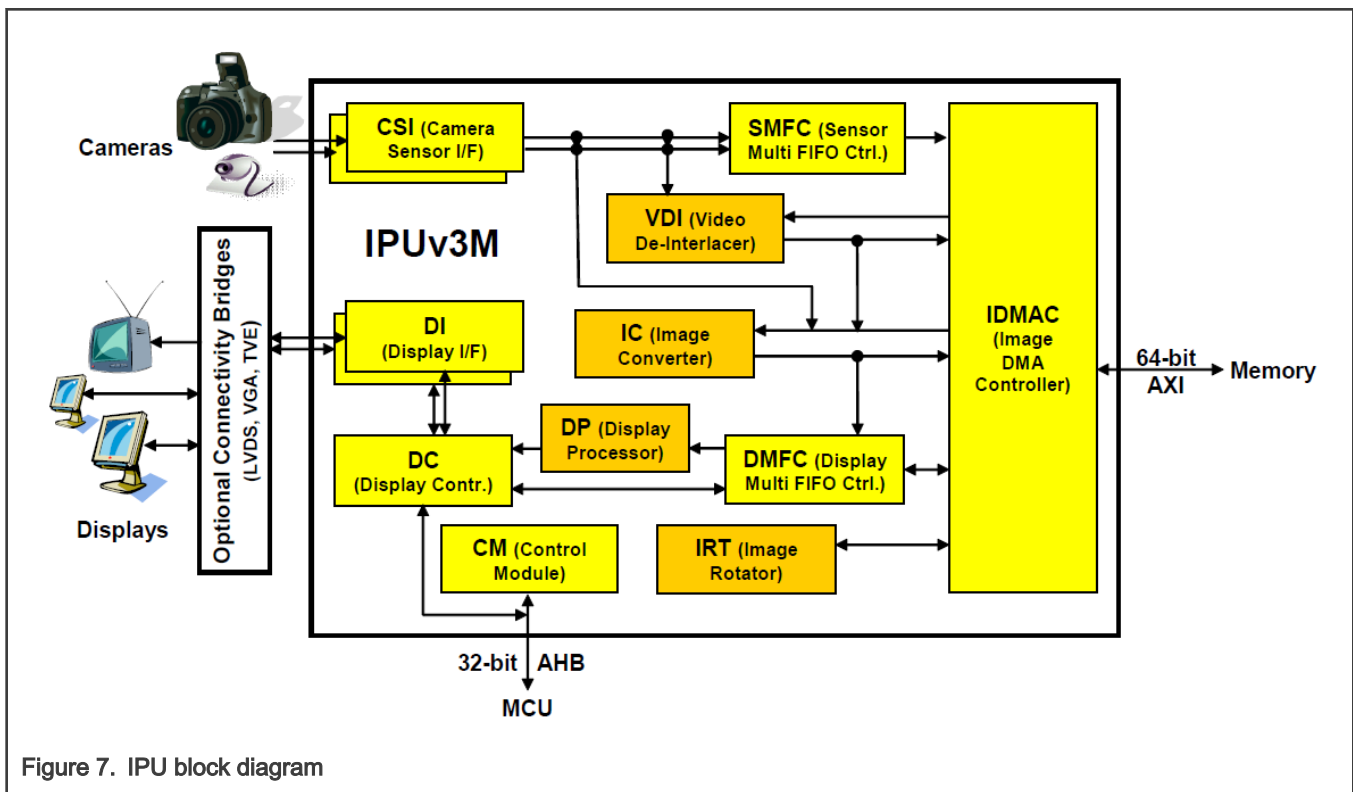 Cameras
CSI (Camera
Sensor I/F)
SMFC (Sensor
Multi FIFO Ctrl.)
VDI (Video
De-Interlacer)
IPUv3M
Optional Connectivity Bridges
(LVDS, VGA, TVE)
DI
(Display I/F)
IC (Image
Converter)
IDMAC
(Image
DMA
Controller)
64-bit
AXI
Memory
DP (Display
Processor)
DC
(Display Contr.)
DMFC (Display
Multi FIFO Ctrl.)
Displays
CM (Control
Module)
IRT (Image
Rotator)
32-bit AHB
MCU
Figure 7. IPU block diagram